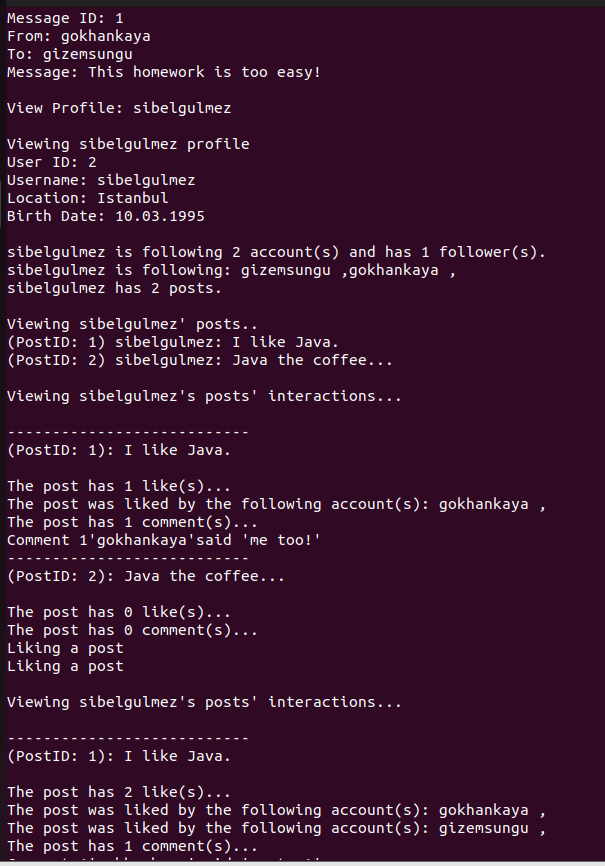 Message ID: 1
From: gokhankaya
To: gizemsungu
Message: This homework is too easy!
View Profile: sibelgulmez
Viewing sibelgulmez profile
User ID: 2
Username: sibelgulmez
Location: Istanbul
Birth Date: 10.03.1995
sibelgulmez is following 2 account(s) and has 1 follower(s).
sibelgulmez is following: gizemsungu ,gokhankaya ,
sibelgulmez has 2 posts.
Viewing sibelgulmez' posts..
(PostID: 1) sibelgulmez: I like Java.
(PostID: 2) sibelgulmez: Java the coffee...
Viewing sibelgulmez's posts' interactions...
---------------------------
(PostID: 1): I like Java.
The post has 1 like(s)...
The post was liked by the following account(s): gokhankaya ,
The post has 1 comment(s)...
Comment 1'gokhankaya'said 'me too!'
---------------------------
(PostID: 2): Java the coffee...
The post has 0 like(s)...
The post has 0 comment(s)...
Liking a post
Liking a post
Viewing sibelgulmez's posts' interactions...
---------------------------
(PostID: 1): I like Java.
The post has 2 like(s)...
The post was liked by the following account(s): gokhankaya ,
The post was liked by the following account(s): gizemsungu ,
The post has 1 comment(s)...